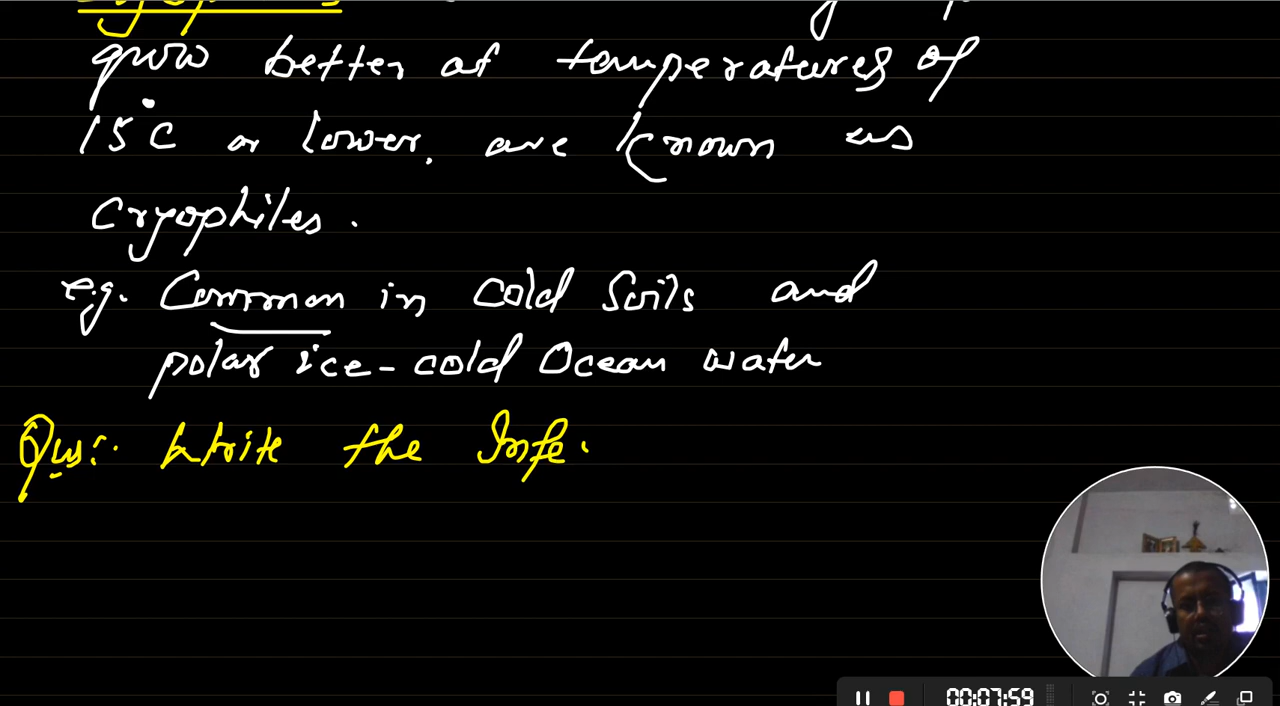 grow better at temperatures of
15°C or lower, are known as
Cryophiles.
e.g. Common in cold Soils and
polar ice-cold Ocean water
Qus:. Write the Infe
00:07:59